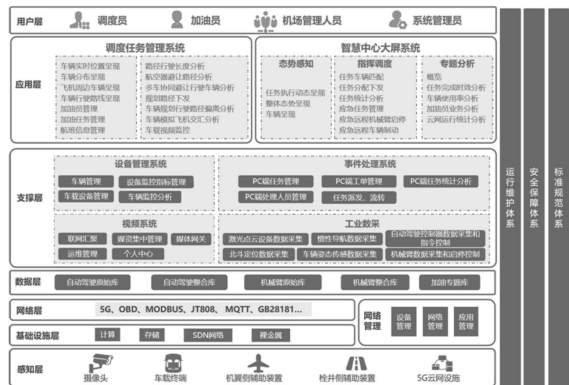 用户层
调度员
加油员
机场管理人员
系统管理员
应用层
调度任务管理系统
车辆实时位置呈现
车辆分布呈现
飞机周边车辆呈现
车辆行驶路线呈现
加油员管理
加油任务管理
航班信息管理
路径行驶长度分析
航空器避让路径分析
多车协同避让行驶车辆分析
规划路径下发
车辆规划行驶路径偏离分析
车辆模拟飞机交汇分析
车载视频监控
智慧中心大屏系统
态势感知
任务执行动态呈现
整体态势呈现
车辆呈现
指挥调度
任务车辆匹配
任务分配下发
任务统计分析
应急任务管理
应急远程机械臂启停
应急远程车辆制动
专题分析
概览
任务完成时效分析
车辆使用率分析
加油员业务分析
云网运行统计分析
支撑层
设备管理系统
车辆管理
设备监控指标管理
车载设备管理
车辆监控分析
事件处理系统
PC端任务管理
PC端工单管理
PC端任务统计分析
PC端处理人员管理
任务派发、流转
视频系统
联网汇聚
媒资集中管理
媒体网关
运维管理
个人中心
工业数采
激光点云设备数据采集
惯性导航数据采集
自动驾驶控制器数据采集和
指令控制
北斗定位数据采集
车辆姿态传感数据采集
机械臂数据采集和启停控制
数据层
自动驾驶原始库
自动驾驶整合库
机械臂原始库
机械臂整合库
加油专题库
网络层
5G、OBD、MODBUS、JT808、MQTT、GB28181...
基础设施层
计算
存储
SDN网络
裸金属
网络
管理
设备
管理
网络
管理
应用
管理
感知层
摄像头
车载终端
机翼侧辅助装置
栓井侧辅助装置
5G云网设施
运行维护体系
安全保障体系
标准规范体系